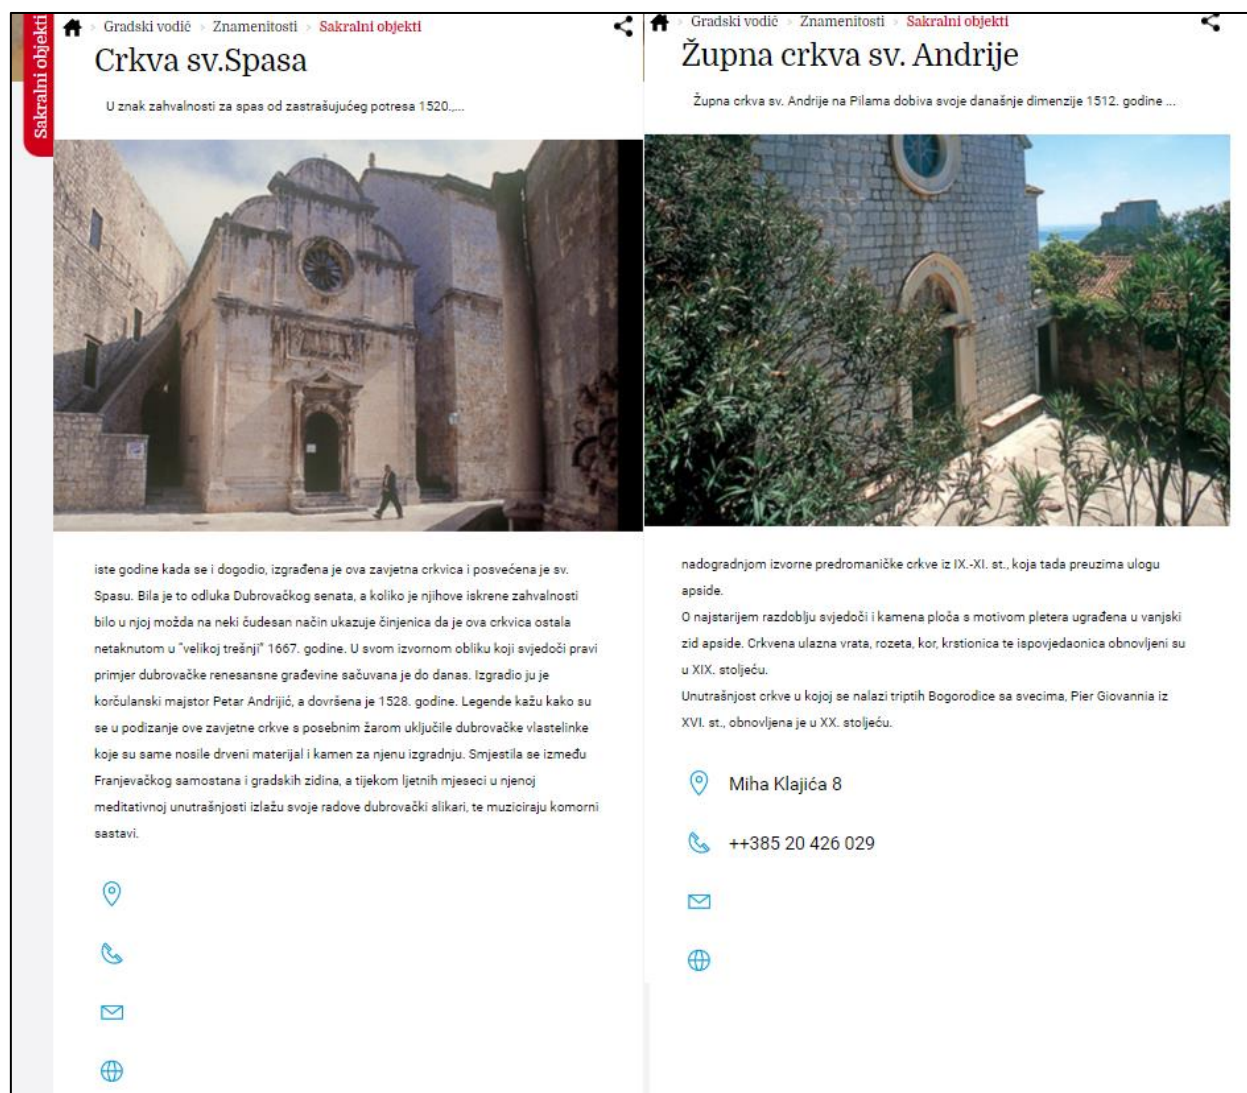 Sakralni objekti
Gradski vodič > Znamenitosti > Sakralni objekti
Crkva sv.Spasa
U znak zahvalnosti za spas od zastrašujućeg potresa 1520.,...
iste godine kada se i dogodio, izgrađena je ova zavjetna crkvica i posvećena je sv.
Spasu. Bila je to odluka Dubrovačkog senata, a koliko je njihove iskrene zahvalnosti
bilo u njoj možda na neki čudesan način ukazuje činjenica da je ova crkvica ostala
netaknutom u "velikoj trešnji" 1667. godine. U svom izvornom obliku koji svjedoči pravi
primjer dubrovačke renesansne građevine sačuvana je do danas. Izgradio ju je
korčulanski majstor Petar Andrijić, a dovršena je 1528. godine. Legende kažu kako su
se u podizanje ove zavjetne crkve s posebnim žarom uključile dubrovačke vlastelinke
koje su same nosile drveni materijal i kamen za njenu izgradnju. Smjestila se između
Franjevačkog samostana i gradskih zidina, a tijekom ljetnih mjeseci u njenoj
meditativnoj unutrašnjosti izlažu svoje radove dubrovački slikari, te muziciraju komorni
sastavi.
Gradski vodič > Znamenitosti > Sakralni objekti
Župna crkva sv. Andrije
Župna crkva sv. Andrije na Pilama dobiva svoje današnje dimenzije 1512. godine ...
nadogradnjom izvorne predromaničke crkve iz IX.-XI. st., koja tada preuzima ulogu
apside.
O najstarijem razdoblju svjedoči i kamena ploča s motivom pletera ugrađena u vanjski
zid apside. Crkvena ulazna vrata, rozeta, kor, krstionica te ispovjedaonica obnovljeni su
u XIX. stoljeću.
Unutrašnjost crkve u kojoj se nalazi triptih Bogorodice sa svecima, Pier Giovannia iz
XVI. st., obnovljena je u XX. stoljeću.
Miha Klajića 8
++385 20 426 029